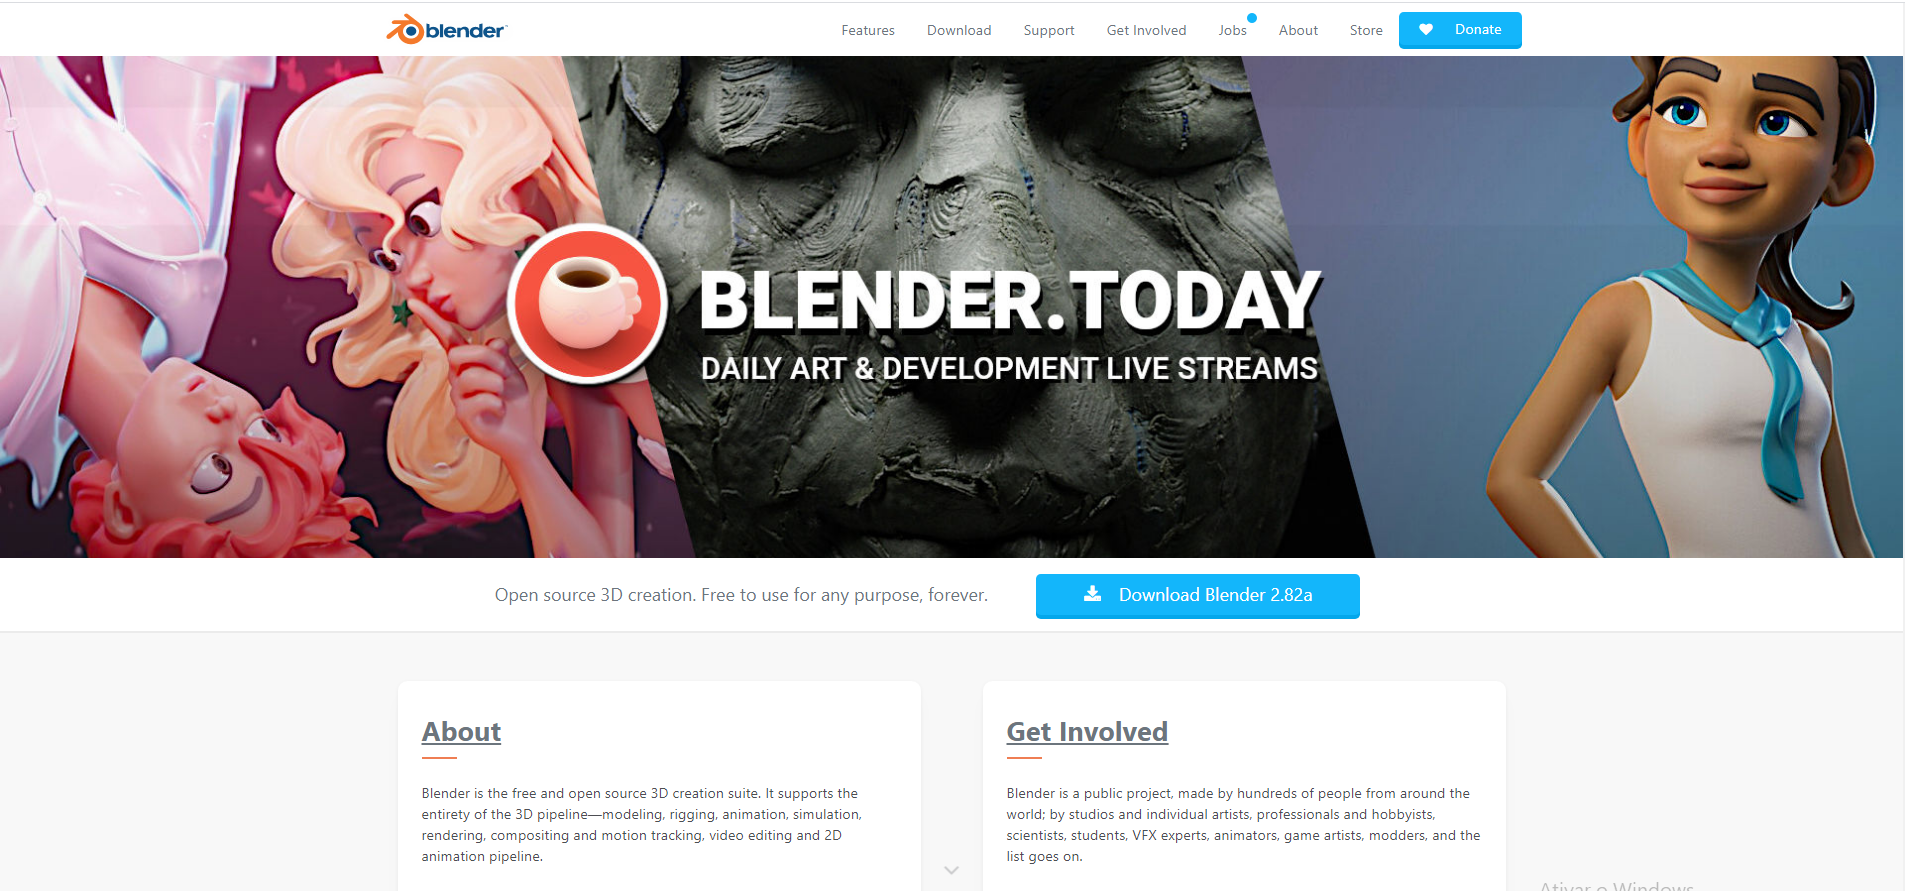 blender
Features Download Support Get Involved Jobs About Store Donate
BLENDER.TODAY
DAILY ART & DEVELOPMENT LIVE STREAMS
Open source 3D creation. Free to use for any purpose, forever.
Download Blender 2.82a
About
Blender is the free and open source 3D creation suite. It supports the
entirety of the 3D pipeline—modeling, rigging, animation, simulation,
rendering, compositing and motion tracking, video editing and 2D
animation pipeline.
Get Involved
Blender is a public project, made by hundreds of people from around the
world; by studios and individual artists, professionals and hobbyists,
scientists, students, VFX experts, animators, game artists, modders, and the
list goes on.
Ativar o Windows